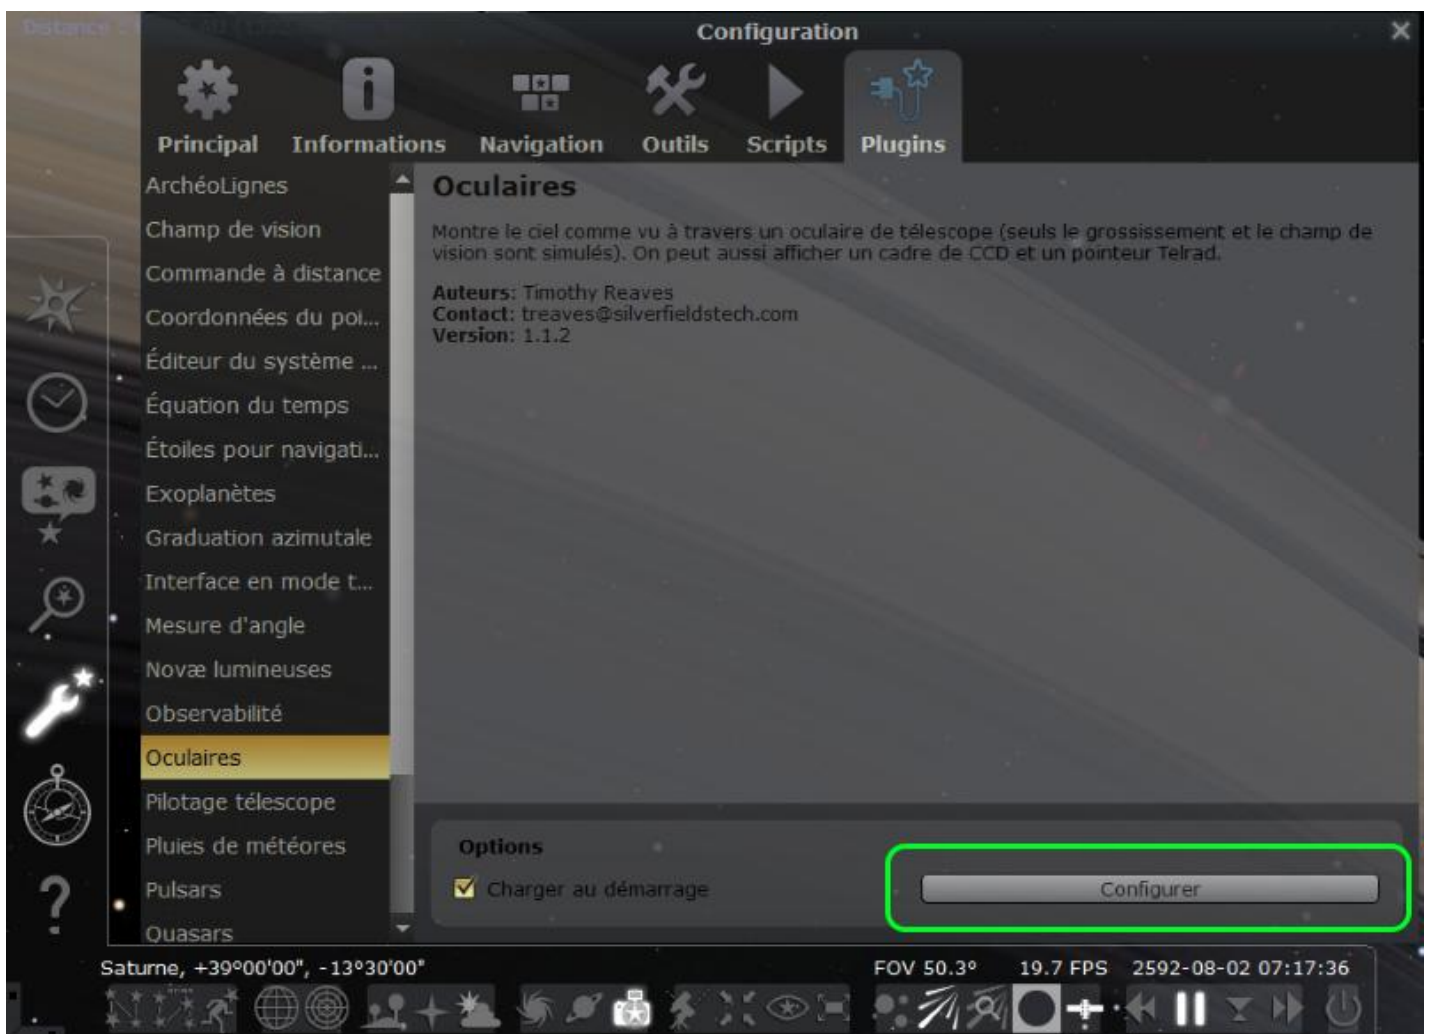 Distance :
Configuration
Principal Informations Navigation Outils Scripts Plugins
ArchéoLignes
Champ de vision
Commande à distance
Coordonnées du poi...
Éditeur du système ...
Équation du temps
Étoiles pour navigati...
Exoplanètes
Graduation azimutale
Interface en mode t...
Mesure d'angle
Novæ lumineuses
Observabilité
Oculaires
Pilotage télescope
Pluies de météores
Pulsars
Quasars
Oculaires
Montre le ciel comme vu à travers un oculaire de télescope (seuls le grossissement et le champ de
vision sont simulés). On peut aussi afficher un cadre de CCD et un pointeur Telrad.
Auteurs: Timothy Reaves
Contact: treaves@silverfieldstech.com
Version: 1.1.2
Options
Charger au démarrage
Configurer
Saturne, +39°00'00", -13°30'00" FOV 50.3° 19.7 FPS 2592-08-02 07:17:36